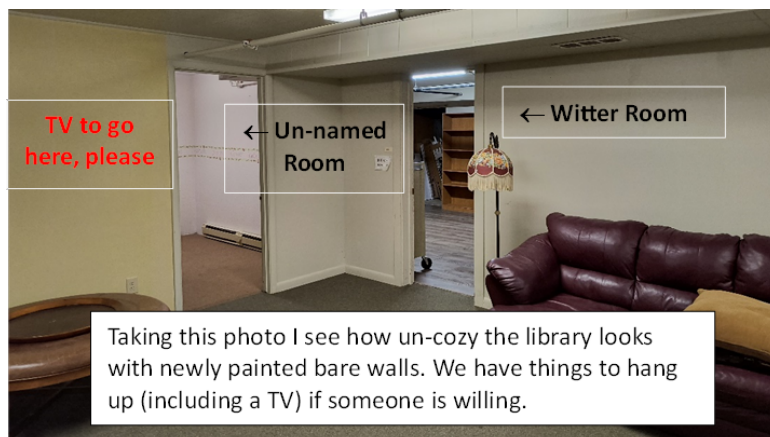 TV to go
here, please
← Un-named
Room
← Witter Room
Taking this photo I see how un-cozy the library looks
with newly painted bare walls. We have things to hang
up (including a TV) if someone is willing.